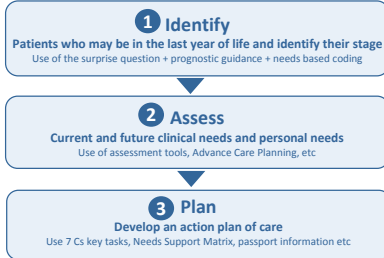 1 Identify
Patients who may be in the last year of life and identify their stage
Use of the surprise question + prognostic guidance + needs based coding
2 Assess
Current and future clinical needs and personal needs
Use of assessment tools, Advance Care Planning, etc
3 Plan
Develop an action plan of care
Use 7 Cs key tasks, Needs Support Matrix, passport information etc